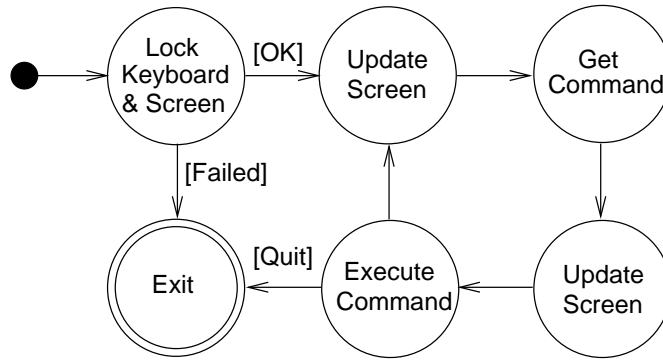 Lock
Keyboard
& Screen
[OK]
Update
Screen
Get
Command
[Failed]
Exit
[Quit]
Execute
Command
Update
Screen